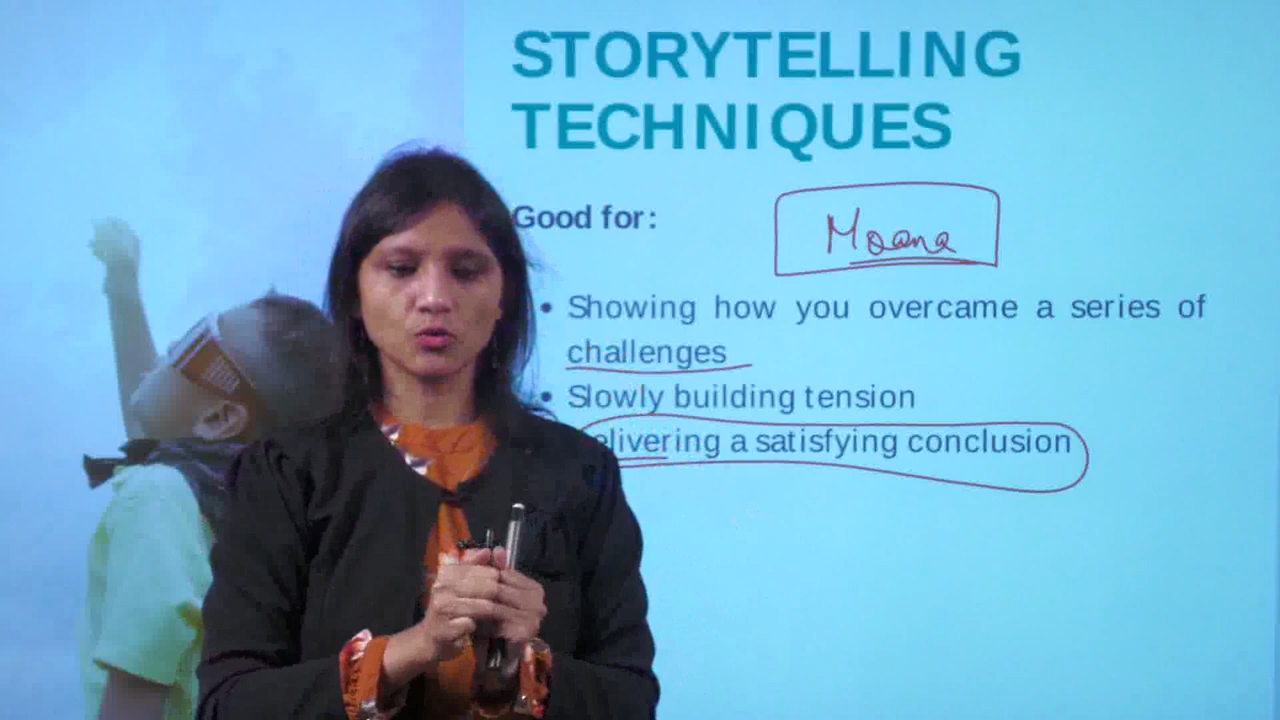 STORYTELLING
TECHNIQUES
Good for:
Moana
• Showing how you overcame a series of
challenges
• Slowly building tension
elivering a satisfying conclusion